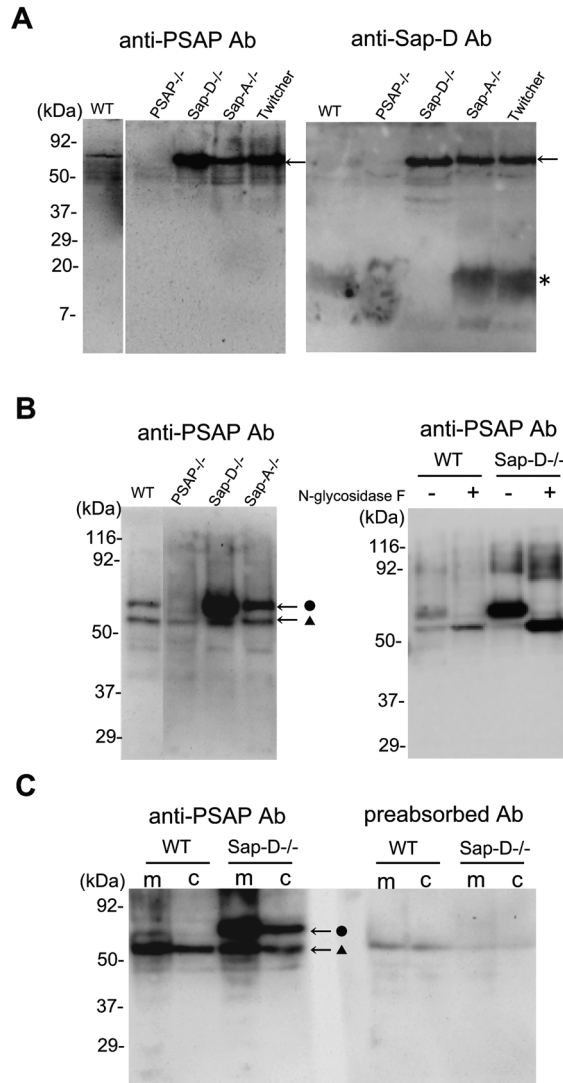 A
anti-PSAP Ab
anti-Sap-D Ab
(kDa) WT PSAP-/- Sap-D-/- Sap-A-/- Twitcher
WT PSAP-/- Sap-D-/- Sap-A-/- Twitcher
92-
50-
37-
29-
20-
7-
*
B
anti-PSAP Ab
anti-PSAP Ab
WT PSAP-/- Sap-D-/- Sap-A-/-
WT Sap-D-/-
N-glycosidase F - + - +
(kDa)
116-
92-
50-
37-
29-
(kDa)
116-
92-
50-
37-
29-
C
anti-PSAP Ab preabsorbed Ab
WT Sap-D-/- WT Sap-D-/-
(kDa) m c m c m c m c
92-
50-
37-
29-